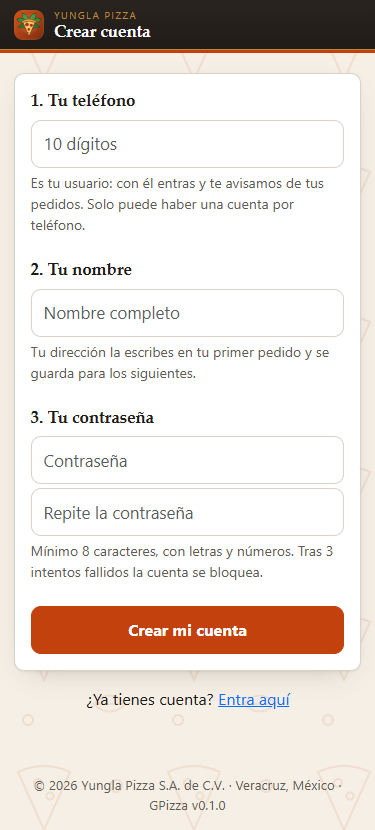 YUNGLA PIZZA
Crear cuenta
1. Tu teléfono
10 dígitos
Es tu usuario: con él entras y te avisamos de tus
pedidos. Solo puede haber una cuenta por
teléfono.
2. Tu nombre
Nombre completo
Tu dirección la escribes en tu primer pedido y se
guarda para los siguientes.
3. Tu contraseña
Contraseña
Repite la contraseña
Mínimo 8 caracteres, con letras y números. Tras 3
intentos fallidos la cuenta se bloquea.
Crear mi cuenta
¿Ya tienes cuenta? Entra aquí
© 2026 Yungla Pizza S.A. de C.V. · Veracruz, México ·
GPizza v0.1.0